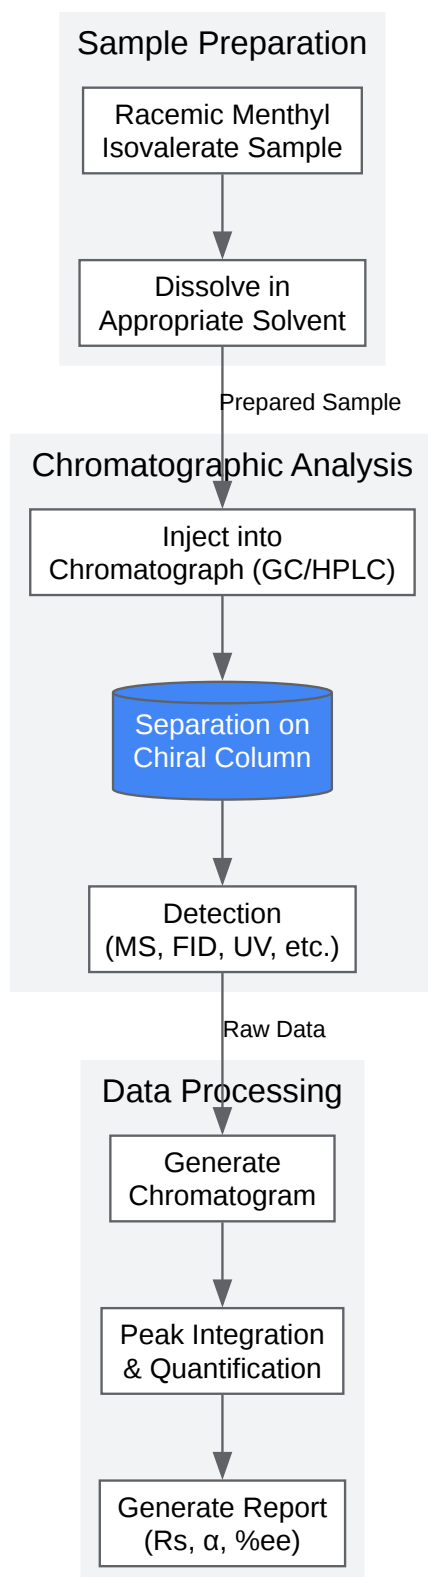 Sample Preparation
Racemic Menthyl
Isovalerate Sample
Dissolve in
Appropriate Solvent
Prepared Sample
Chromatographic Analysis
Inject into
Chromatograph (GC/HPLC)
Separation on
Chiral Column
Detection
(MS, FID, UV, etc.)
Raw Data
Data Processing
Generate
Chromatogram
Peak Integration
& Quantification
Generate Report
(Rs, α, %ee)